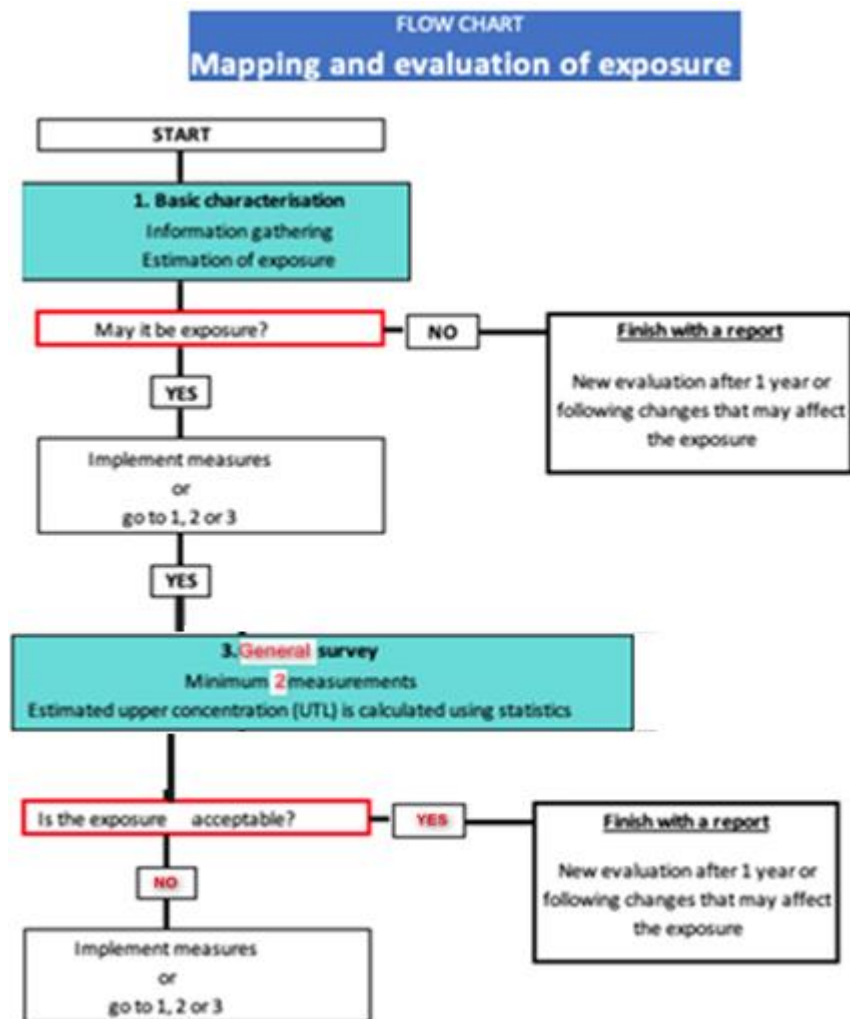 FLOW CHART
Mapping and evaluation of exposure
START
1. Basic characterisation
Information gathering
Estimation of exposure
May it be exposure?
NO
Finish with a report
New evaluation after 1 year or
following changes that may affect
the exposure
YES
Implement measures
or
go to 1, 2 or 3
YES
3.General survey
Minimum 2 measurements
Estimated upper concentration (UTL) is calculated using statistics
Is the exposure acceptable?
YES
Finish with a report
New evaluation after 1 year or
following changes that may affect
the exposure
NO
Implement measures
or
go to 1, 2 or 3